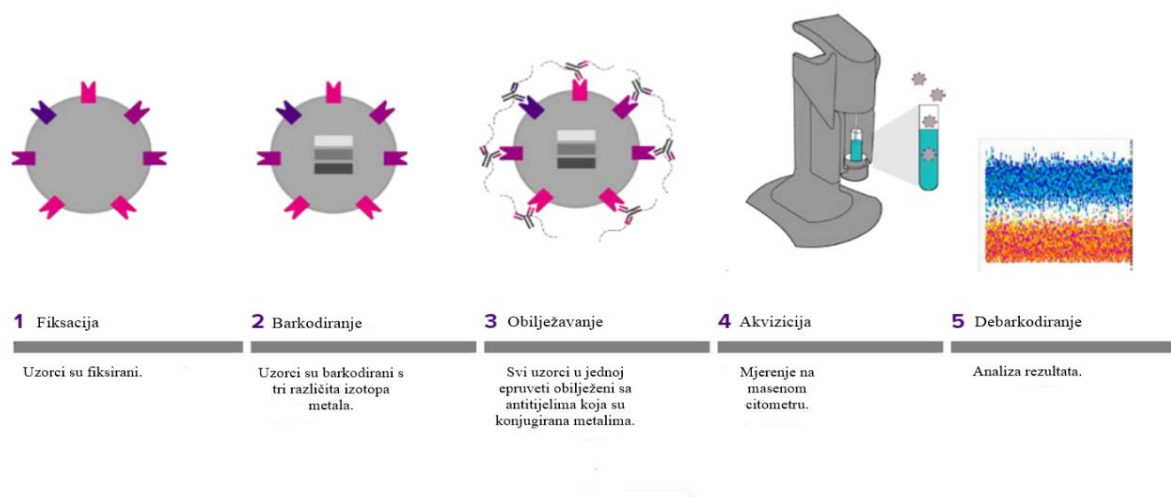 1 Fiksacija
Uzorci su fiksirani.
2 Barkodiranje
Uzorci su barkodirani s
tri različita izotopa
metala.
3 Obilježavanje
Svi uzorci u jednoj
epruveti obilježeni sa
antitijelima koja su
konjugirana metalima.
4 Akvizicija
Mjerenje na
masenom
citometru.
5 Debarkodiranje
Analiza rezultata.